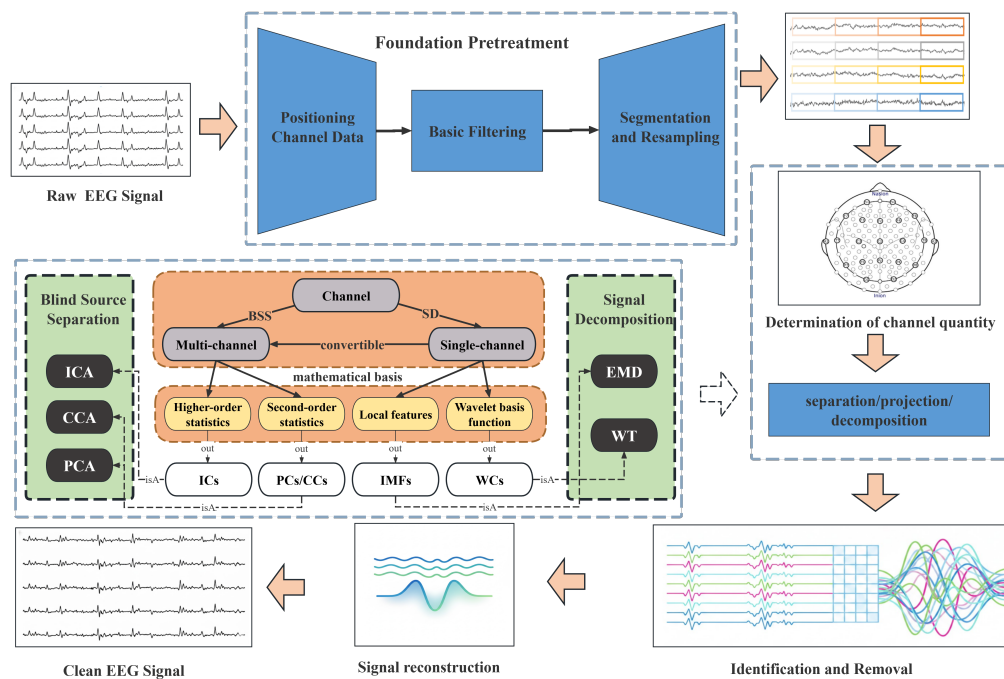 Foundation Pretreatment
Positioning
Channel Data
Basic Filtering
Segmentation
and Resampling
Raw EEG Signal
Nasion
Inion
Determination of channel quantity
separation/projection/
decomposition
Blind Source
Separation
ICA
CCA
PCA
Channel
BSS
SD
Multi-channel
convertible
Single-channel
mathematical basis
Higher-order
statistics
Second-order
statistics
Local features
Wavelet basis
function
out
out
out
out
ICs
PCs/CCs
IMFs
WCs
isA
isA
isA
isA
Signal
Decomposition
EMD
WT
Clean EEG Signal
Signal reconstruction
Identification and Removal